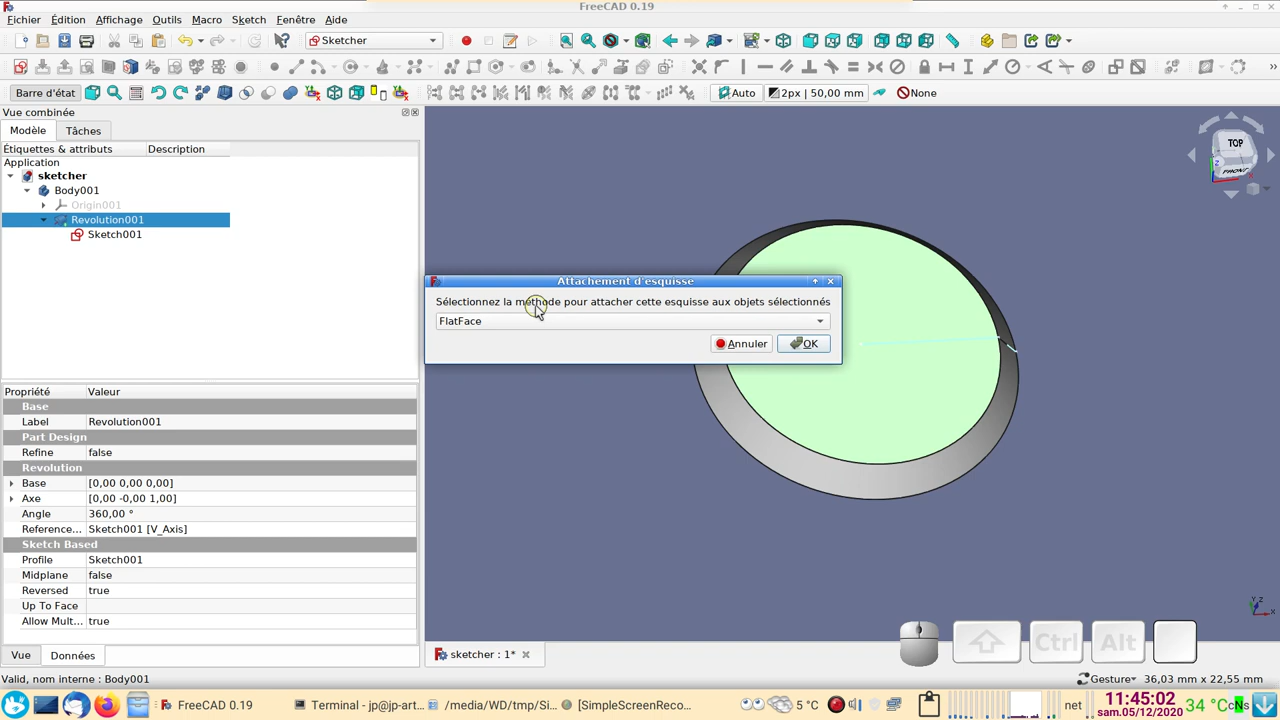 FreeCAD 0.19
Fichier Édition Affichage Outils Macro Sketch Fenêtre Aide
Sketcher
Barre d'état
Auto
2px | 50,00 mm
None
Vue combinée
Modèle Tâches
Étiquettes & attributs Description
Application
sketcher
Body001
Origin001
Revolution001
Sketch001
TOP
FRONT
Attachement d'esquisse
Sélectionnez la méthode pour attacher cette esquisse aux objets sélectionnés
FlatFace
Annuler OK
Propriété Valeur
Base
Label Revolution001
Part Design
Refine false
Revolution
Base [0,00 0,00 0,00]
Axe [0,00 -0,00 1,00]
Angle 360,00 °
Reference... Sketch001 [V_Axis]
Sketch Based
Profile Sketch001
Midplane false
Reversed true
Up To Face
Allow Mult... true
Vue Données
sketcher : 1*
Ctrl Alt
Valid, nom interne : Body001
Gesture 36,03 mm x 22,55 mm
FreeCAD 0.19
Terminal - jp@jp-art...
/media/WD/tmp/Si...
[SimpleScreenReco...
5 °C
net
11:45:02
sam.05/12/2020
34 °C